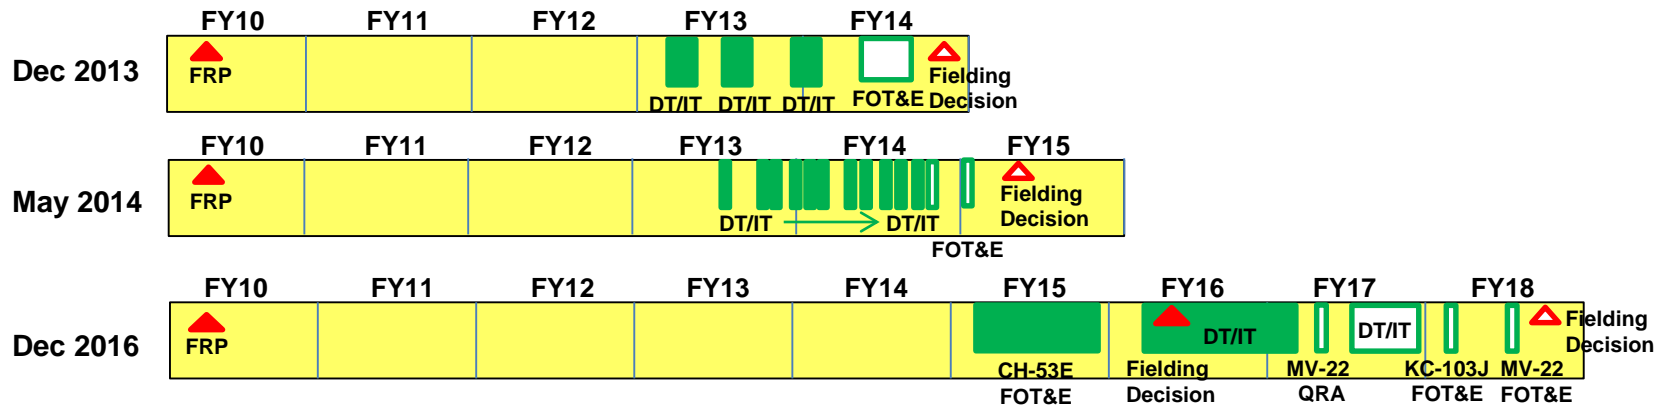 FY10 FY11 FY12 FY13 FY14
Dec 2013
FRP
DT/IT DT/IT DT/IT FOT&E
Fielding
Decision
FY10 FY11 FY12 FY13 FY14 FY15
May 2014
FRP
DT/IT DT/IT
Fielding
Decision
FOT&E
FY10 FY11 FY12 FY13 FY14 FY15 FY16 FY17 FY18
Dec 2016
FRP
DT/IT
DT/IT
Fielding
Decision
CH-53E
FOT&E
Fielding
Decision
MV-22
QRA
KC-103J
FOT&E
MV-22
FOT&E